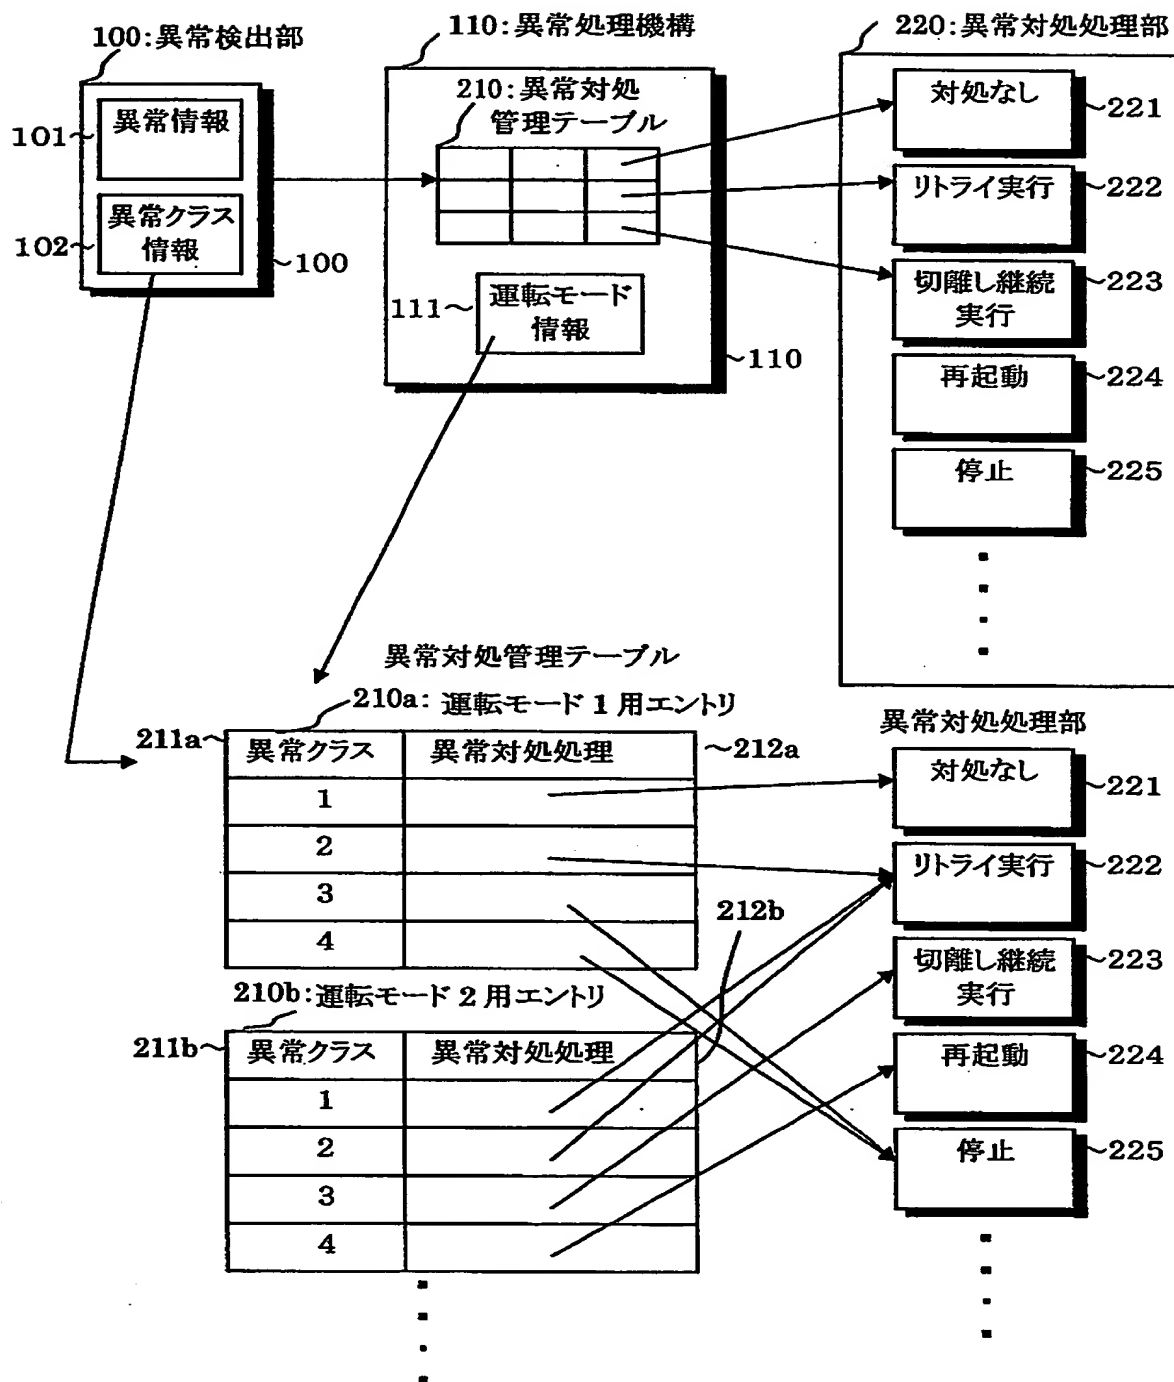 100:異常検出部
110:異常処理機構
220:異常対処処理部
101
異常情報
102
異常クラス
情報
100
210:異常対処
管理テーブル
111
運転モード
情報
110
対処なし
221
リトライ実行
222
切離し継続
実行
223
再起動
224
停止
225
異常対処管理テーブル
210a:運転モード1用エントリ
211a
異常クラス
異常対処処理
212a
1
2
3
4
210b:運転モード2用エントリ
211b
異常クラス
異常対処処理
212b
1
2
3
4
異常対処処理部
対処なし
221
リトライ実行
222
切離し継続
実行
223
再起動
224
停止
225